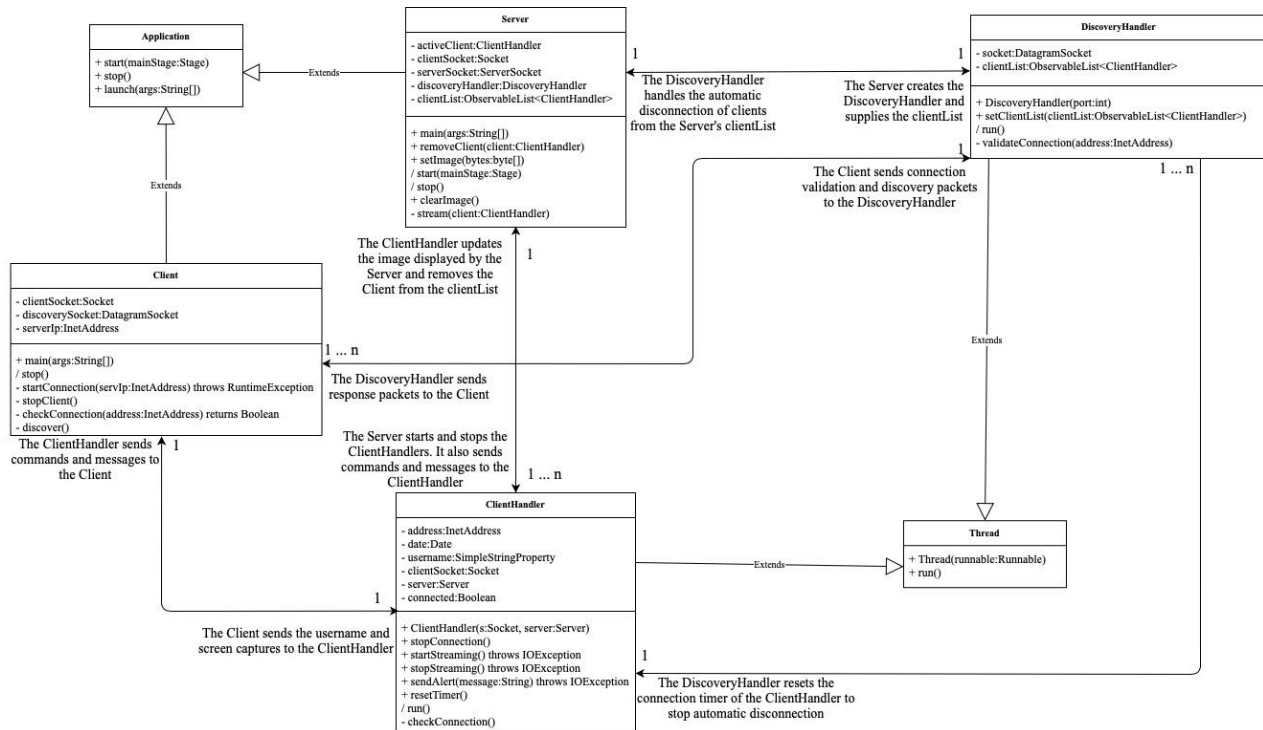 Application
+ start(mainStage:Stage)
+ stop()
+ launch(args:String[])
Extends
Server
- activeClient:ClientHandler
- clientSocket:Socket
- serverSocket:ServerSocket
- discoveryHandler:DiscoveryHandler
- clientList:ObservableList<ClientHandler>
+ main(args:String[])
+ removeClient(client:ClientHandler)
+ setImage(bytes:byte[])
/ start(mainStage:Stage)
/ stop()
+ clearImage()
- stream(client:ClientHandler)
1
The DiscoveryHandler
handles the automatic
disconnection of clients
from the Server's clientList
1
The Server creates the
DiscoveryHandler and
supplies the clientList
DiscoveryHandler
- socket:DatagramSocket
- clientList:ObservableList<ClientHandler>
+ DiscoveryHandler(port:int)
+ setClientList(clientList:ObservableList<ClientHandler>)
/ run()
- validateConnection(address:InetAddress)
1
The Client sends connection
validation and discovery packets
to the DiscoveryHandler
1 ... n
Extends
The ClientHandler updates
the image displayed by the
Server and removes the
Client from the clientList
1
Client
- clientSocket:Socket
- discoverySocket:DatagramSocket
- serverIp:InetAddress
+ main(args:String[])
/ stop()
- startConnection(servIp:InetAddress) throws RuntimeException
- stopClient()
- checkConnection(address:InetAddress) returns Boolean
- discover()
1 ... n
The DiscoveryHandler sends
response packets to the Client
Extends
The ClientHandler sends
commands and messages to
the Client
1
The Server starts and stops the
ClientHandlers. It also sends
commands and messages to the
ClientHandler
1 ... n
ClientHandler
- address:InetAddress
- date:Date
- username:SimpleStringProperty
- clientSocket:Socket
- server:Server
- connected:Boolean
+ ClientHandler(s:Socket, server:Server)
+ stopConnection()
+ startStreaming() throws IOException
+ stopStreaming() throws IOException
+ sendAlert(message:String) throws IOException
+ resetTimer()
/ run()
- checkConnection()
Extends
Thread
+ Thread(runnable:Runnable)
+ run()
1
The Client sends the username and
screen captures to the ClientHandler
1
The DiscoveryHandler resets the
connection timer of the ClientHandler to
stop automatic disconnection